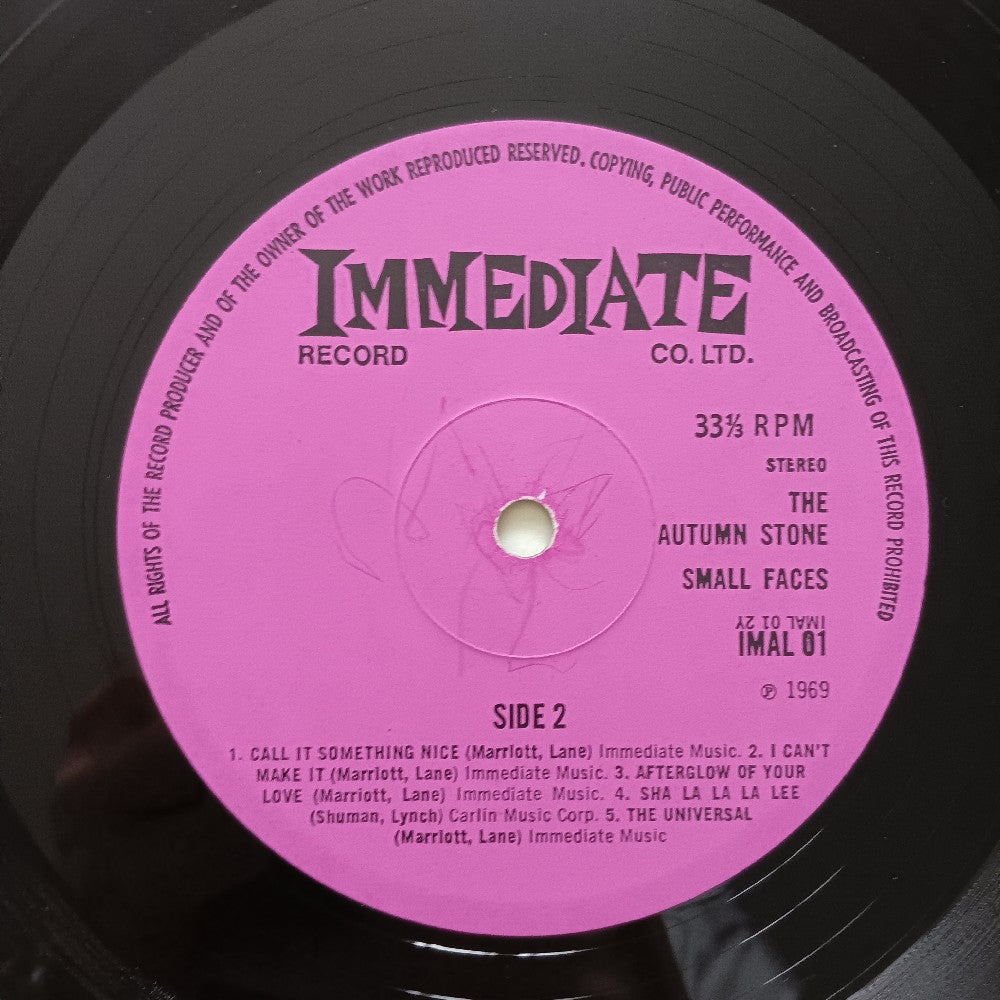 ALL RIGHTS OF THE RECORD PRODUCER AND OF THE OWNER OF THE WORK REPRODUCED RESERVED. COPYING, PUBLIC PERFORMANCE AND BROADCASTING OF THIS RECORD PROHIBITED
IMMEDIATE
RECORD CO. LTD.
33⅓ RPM
STEREO
THE
AUTUMN STONE
SMALL FACES
IMAL 01 2Y
IMAL 01
℗ 1969
SIDE 2
1. CALL IT SOMETHING NICE (Marriott, Lane) Immediate Music. 2. I CAN'T
MAKE IT (Marriott, Lane) Immediate Music. 3. AFTERGLOW OF YOUR
LOVE (Marriott, Lane) Immediate Music. 4. SHA LA LA LA LEE
(Shuman, Lynch) Carlin Music Corp. 5. THE UNIVERSAL
(Marriott, Lane) Immediate Music